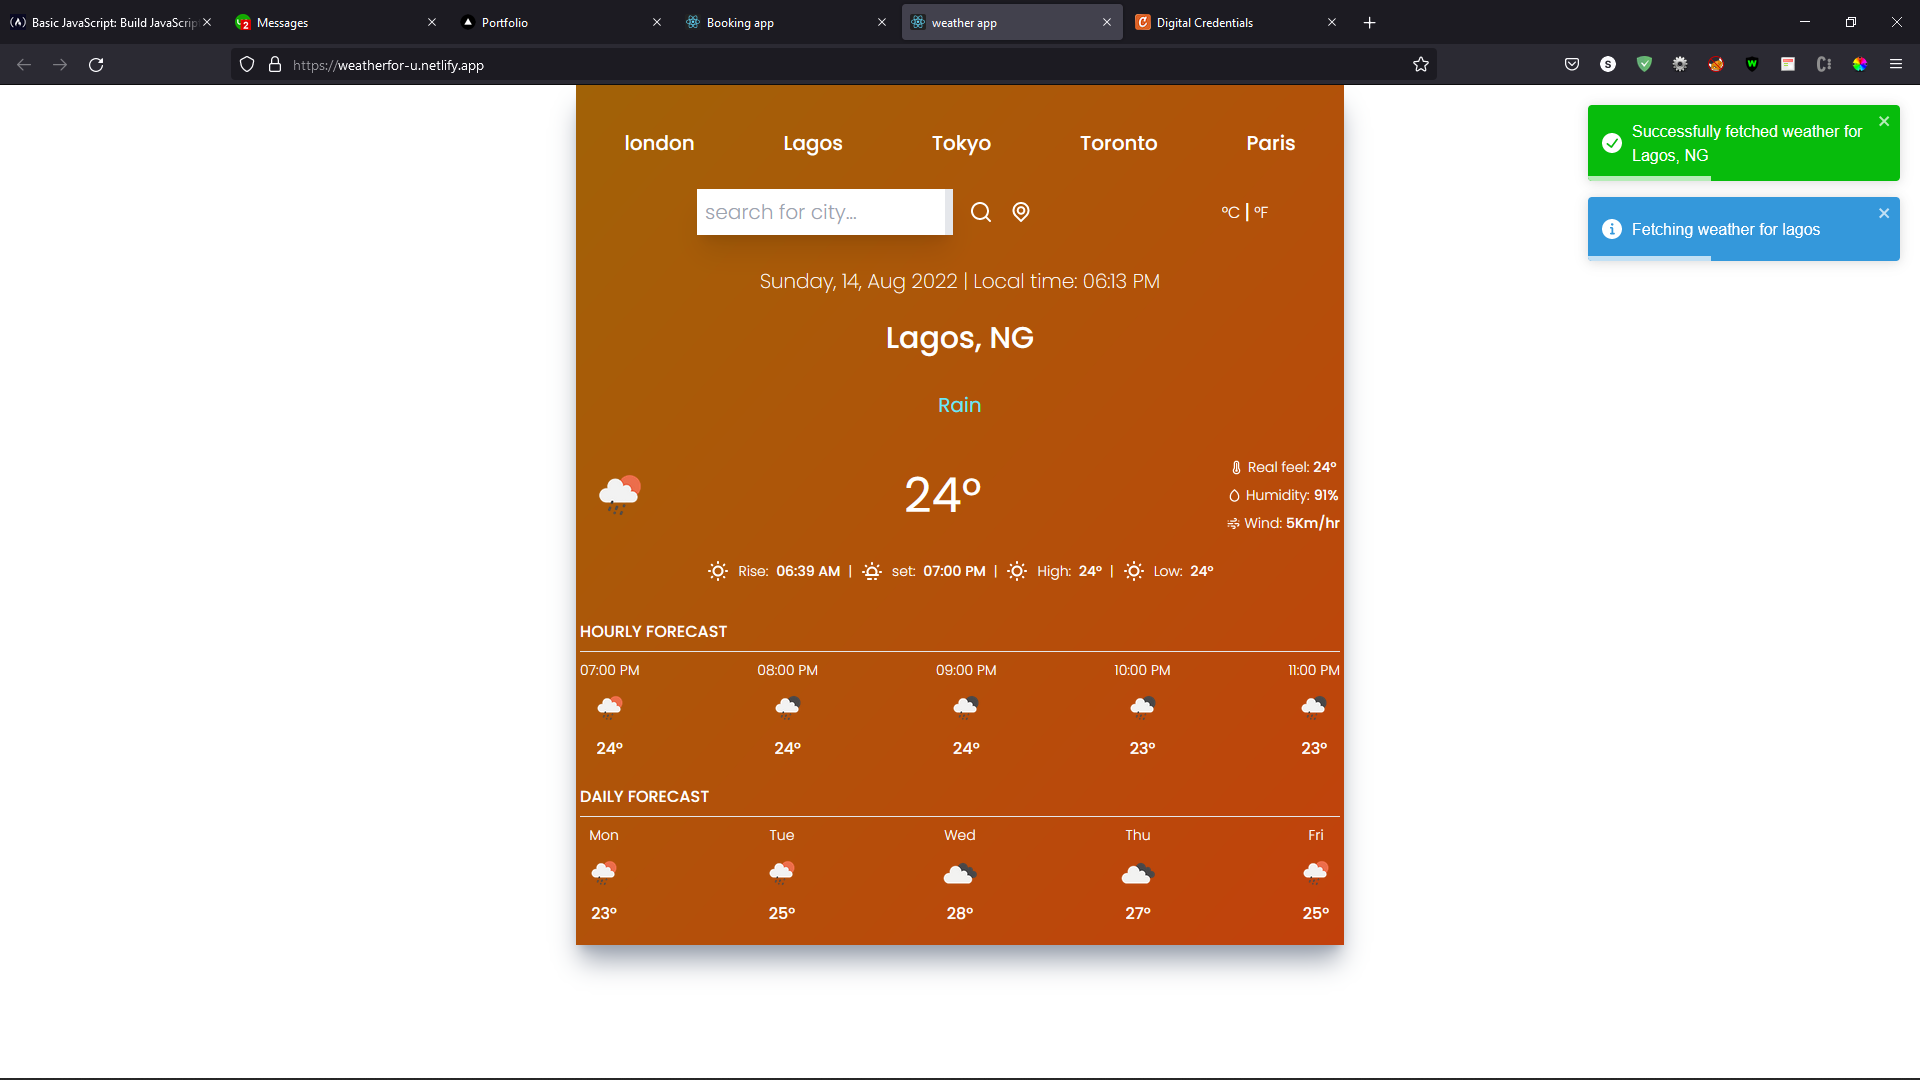 Basic JavaScript: Build JavaScrip
Messages
Portfolio
Booking app
weather app
Digital Credentials
https://weatherfor-u.netlify.app
london
Lagos
Tokyo
Toronto
Paris
search for city...
°C | °F
Sunday, 14, Aug 2022 | Local time: 06:13 PM
Lagos, NG
Rain
24°
Real feel: 24°
Humidity: 91%
Wind: 5Km/hr
Rise: 06:39 AM | set: 07:00 PM | High: 24° | Low: 24°
HOURLY FORECAST
07:00 PM 08:00 PM 09:00 PM 10:00 PM 11:00 PM
24° 24° 24° 23° 23°
DAILY FORECAST
Mon Tue Wed Thu Fri
23° 25° 28° 27° 25°
Successfully fetched weather for
Lagos, NG
Fetching weather for lagos